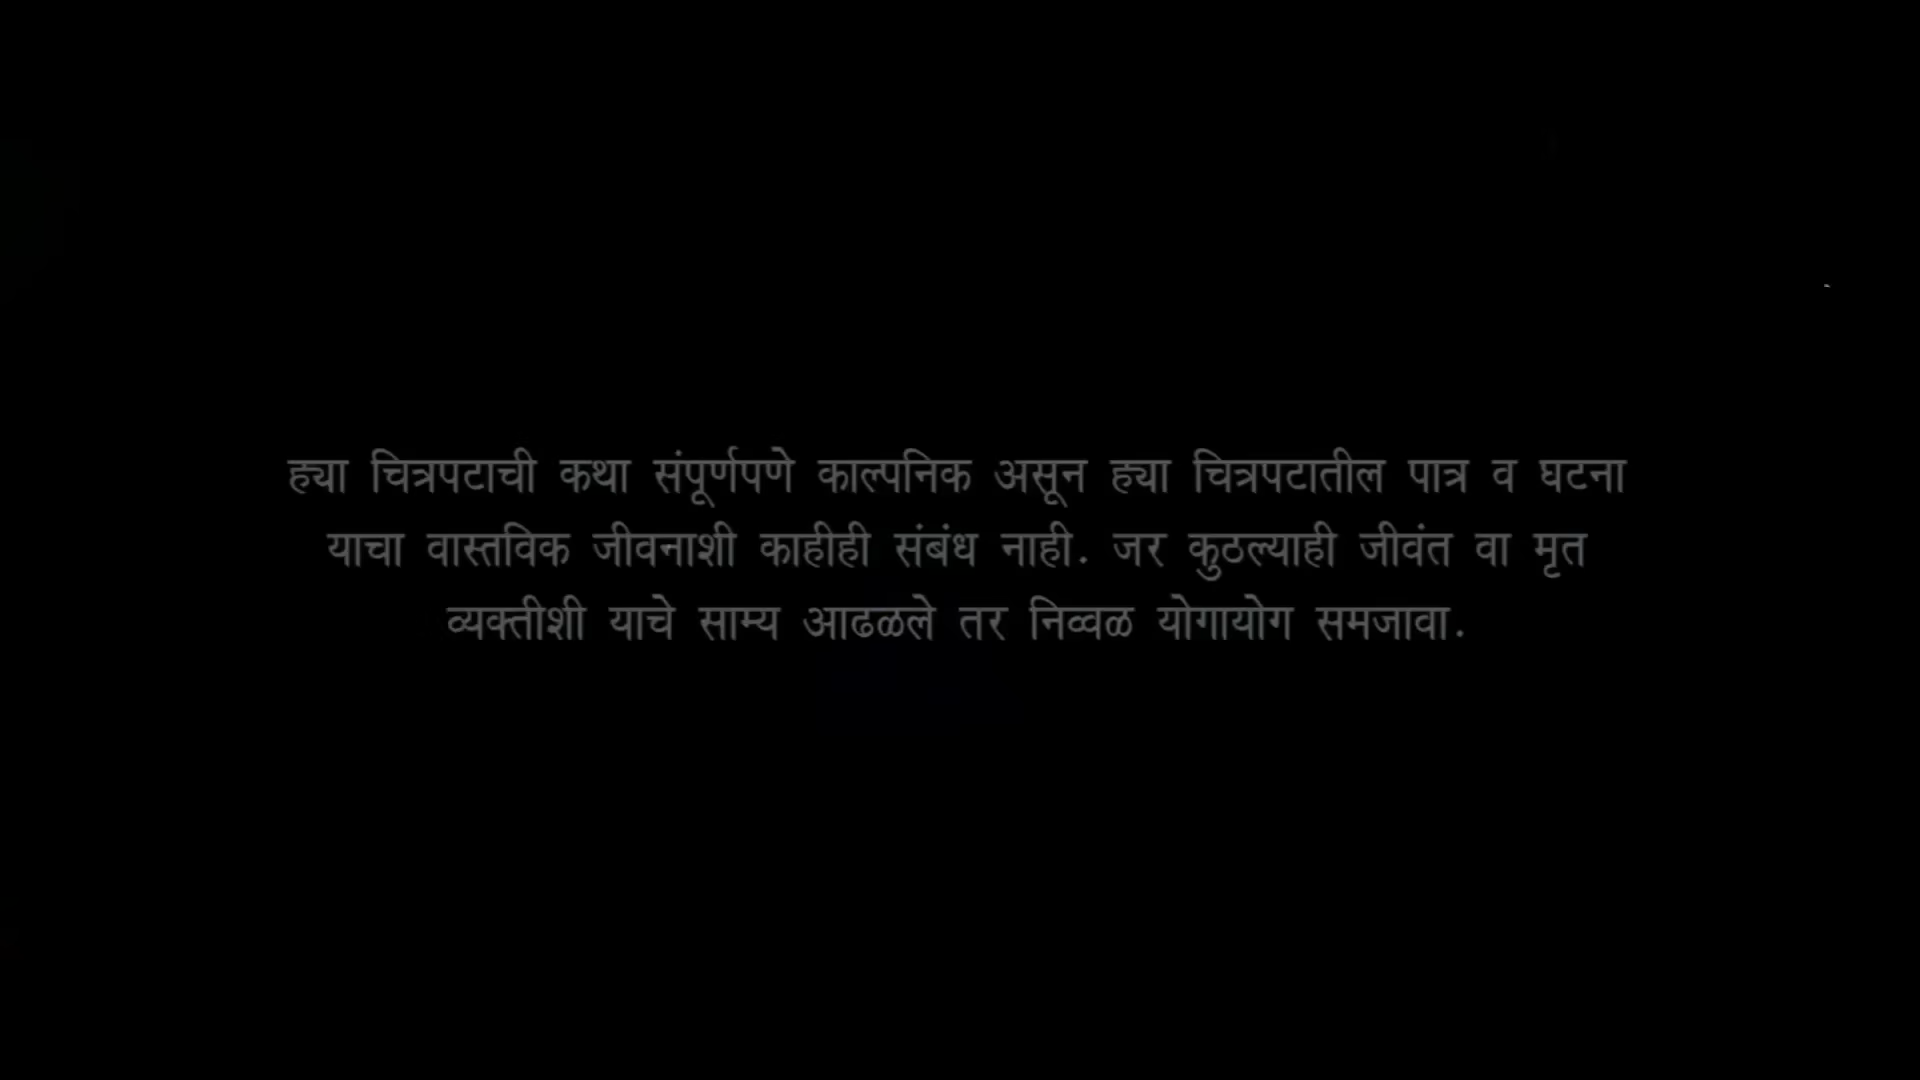 ह्या चित्रपटाची कथा संपूर्णपणे काल्पनिक असून ह्या चित्रपटातील पात्र व घटना
याचा वास्तविक जीवनाशी काहीही संबंध नाही. जर कुठल्याही जीवंत वा मृत
व्यक्तीशी याचे साम्य आढळले तर निव्वळ योगायोग समजावा.